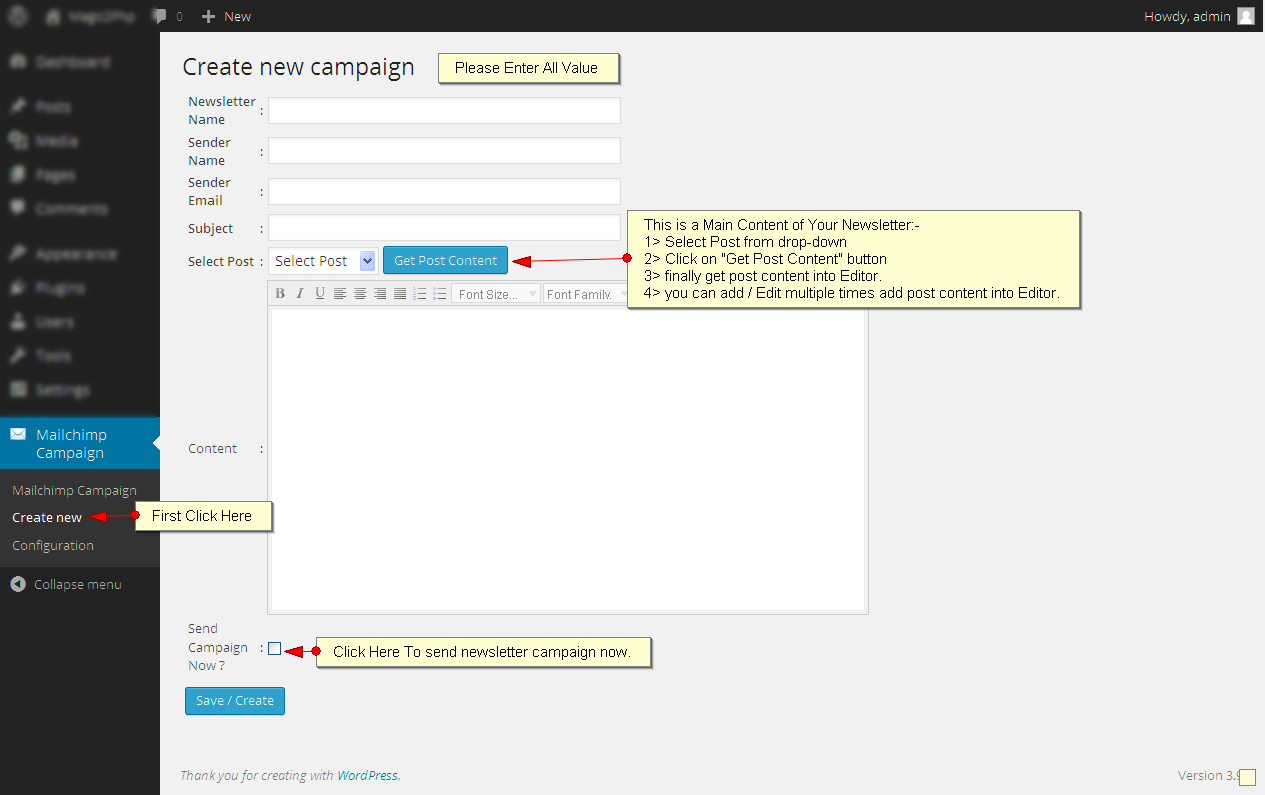 0 + New
Howdy, admin
Dashboard
Posts
Media
Pages
Comments
Appearance
Plugins
Users
Tools
Settings
Mailchimp
Campaign
Mailchimp Campaign
Create new
First Click Here
Configuration
Collapse menu
Create new campaign
Please Enter All Value
Newsletter
Name :
Sender
Name :
Sender
Email :
Subject :
Select Post : Select Post Get Post Content
This is a Main Content of Your Newsletter:-
1> Select Post from drop-down
2> Click on "Get Post Content" button
3> finally get post content into Editor.
4> you can add / Edit multiple times add post content into Editor.
B I U Font Size... Font Family.
Content :
Send
Campaign :
Now ?
Click Here To send newsletter campaign now.
Save / Create
Thank you for creating with WordPress.
Version 3.9